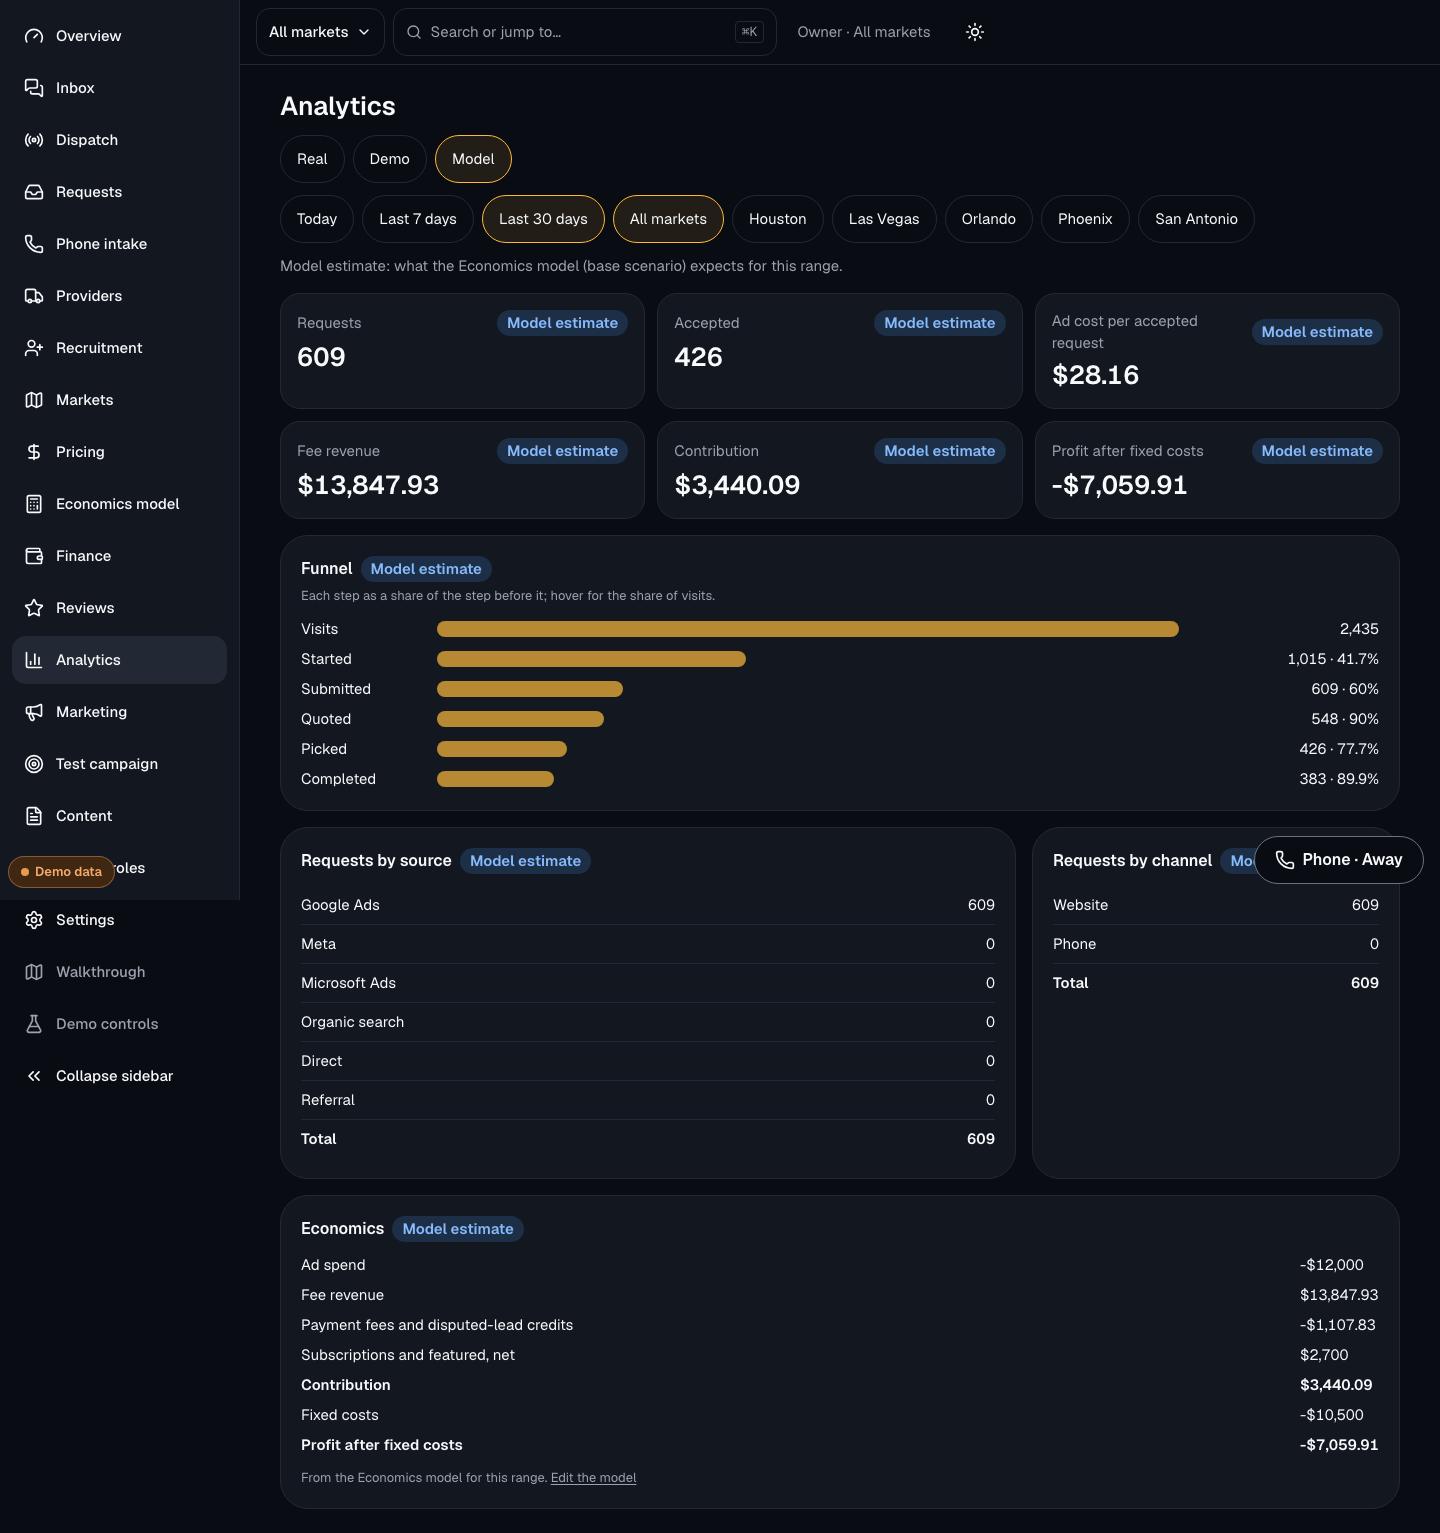 Overview
Inbox
Dispatch
Requests
Phone intake
Providers
Recruitment
Markets
Pricing
Economics model
Finance
Reviews
Analytics
Marketing
Test campaign
Content
Demo data
Settings
Walkthrough
Demo controls
Collapse sidebar
All markets
Search or jump to...
⌘K
Owner · All markets
Analytics
Real Demo Model
Today Last 7 days Last 30 days All markets Houston Las Vegas Orlando Phoenix San Antonio
Model estimate: what the Economics model (base scenario) expects for this range.
Requests Model estimate
609
Accepted Model estimate
426
Ad cost per accepted
request
Model estimate
$28.16
Fee revenue Model estimate
$13,847.93
Contribution Model estimate
$3,440.09
Profit after fixed costs Model estimate
-$7,059.91
Funnel Model estimate
Each step as a share of the step before it; hover for the share of visits.
Visits 2,435
Started 1,015 · 41.7%
Submitted 609 · 60%
Quoted 548 · 90%
Picked 426 · 77.7%
Completed 383 · 89.9%
Requests by source Model estimate
Google Ads 609
Meta 0
Microsoft Ads 0
Organic search 0
Direct 0
Referral 0
Total 609
Requests by channel
Phone · Away
Website 609
Phone 0
Total 609
Economics Model estimate
Ad spend -$12,000
Fee revenue $13,847.93
Payment fees and disputed-lead credits -$1,107.83
Subscriptions and featured, net $2,700
Contribution $3,440.09
Fixed costs -$10,500
Profit after fixed costs -$7,059.91
From the Economics model for this range. Edit the model